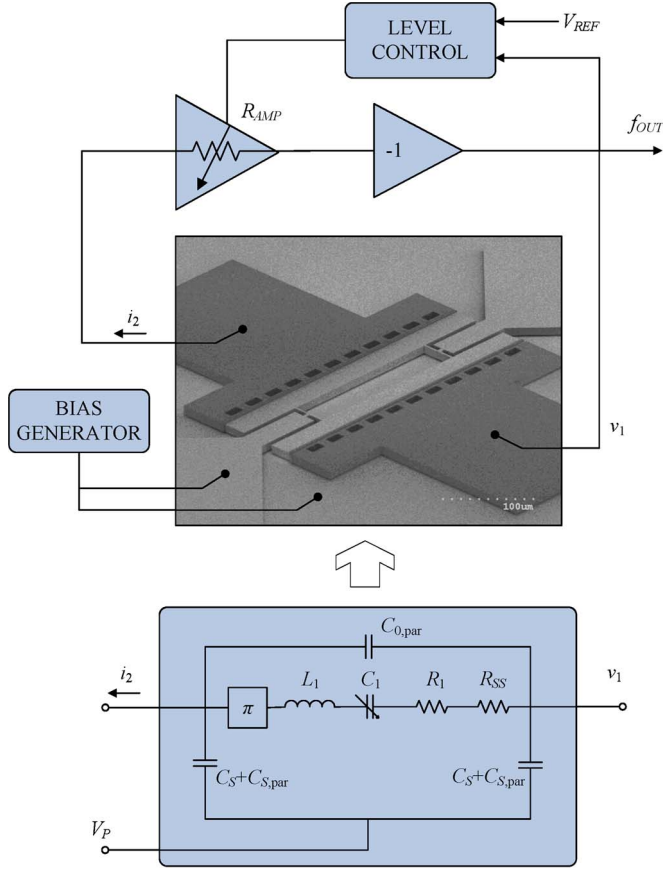 LEVEL
CONTROL
V_REF
R_AMP
-1
f_OUT
i_2
BIAS
GENERATOR
v_1
100um
C_0,par
i_2
L_1
C_1
R_1
R_SS
v_1
π
C_S+C_S,par
C_S+C_S,par
V_P